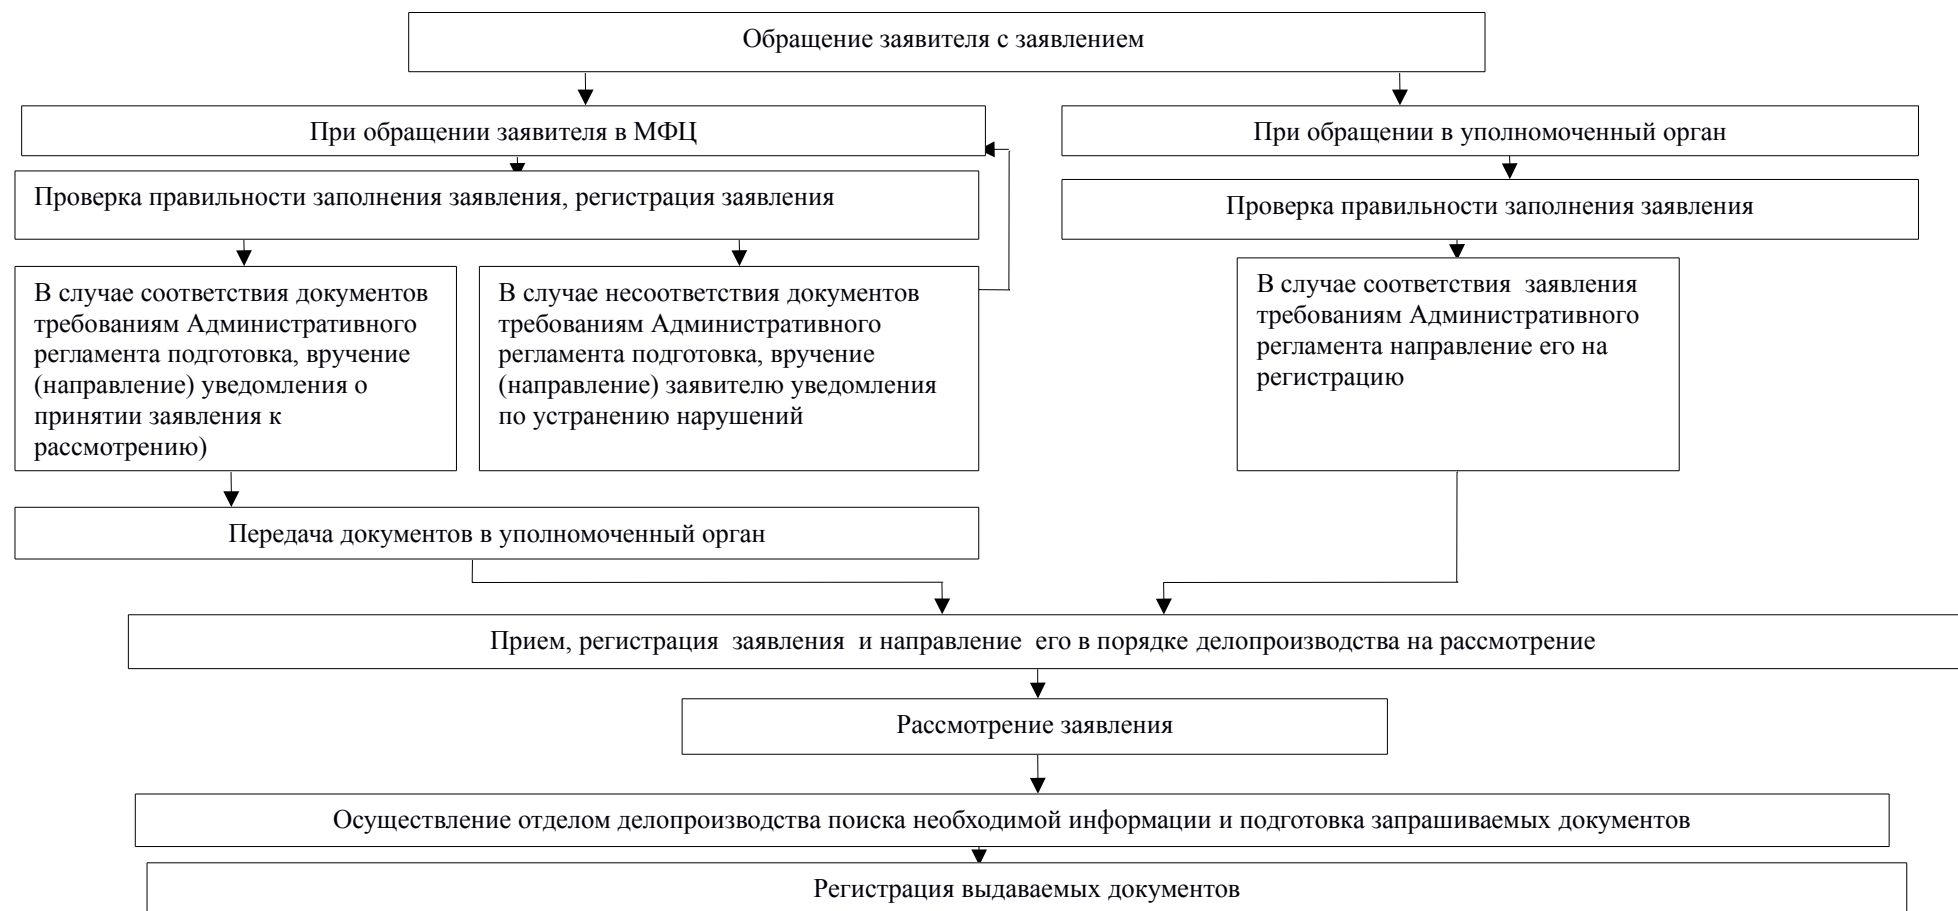 Обращение заявителя с заявлением
При обращении заявителя в МФЦ
При обращении в уполномоченный орган
Проверка правильности заполнения заявления, регистрация заявления
Проверка правильности заполнения заявления
В случае соответствия документов
требованиям Административного
регламента подготовка, вручение
(направление) уведомления о
принятии заявления к
рассмотрению)
В случае несоответствия документов
требованиям Административного
регламента подготовка, вручение
(направление) заявителю уведомления
по устранению нарушений
В случае соответствия заявления
требованиям Административного
регламента направление его на
регистрацию
Передача документов в уполномоченный орган
Прием, регистрация заявления и направление его в порядке делопроизводства на рассмотрение
Рассмотрение заявления
Осуществление отделом делопроизводства поиска необходимой информации и подготовка запрашиваемых документов
Регистрация выдаваемых документов